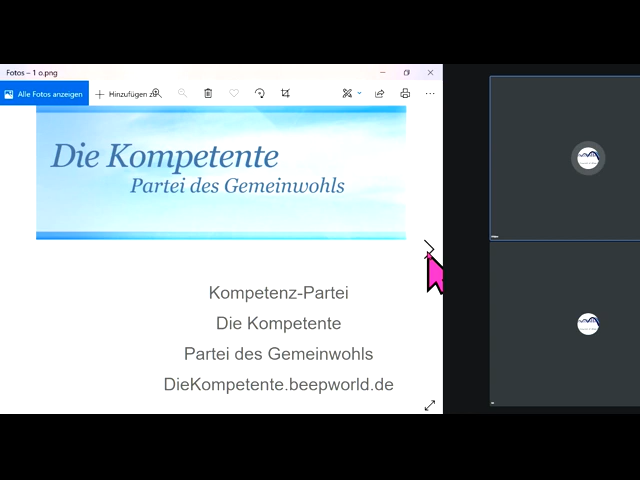 Fotos – 1 o.png
Alle Fotos anzeigen
Hinzufügen zu
Die Kompetente
Partei des Gemeinwohls
Kompetenz-Partei
Die Kompetente
Partei des Gemeinwohls
DieKompetente.beepworld.de